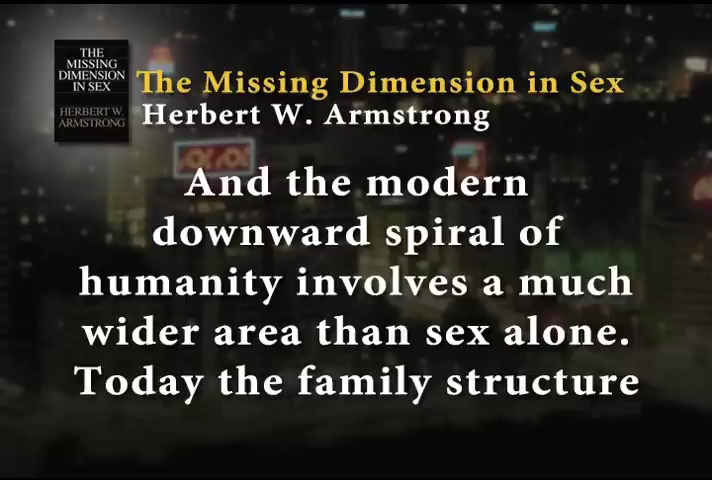 THE
MISSING
DIMENSION
IN SEX
HERBERT W.
ARMSTRONG
The Missing Dimension in Sex
Herbert W. Armstrong
And the modern
downward spiral of
humanity involves a much
wider area than sex alone.
Today the family structure